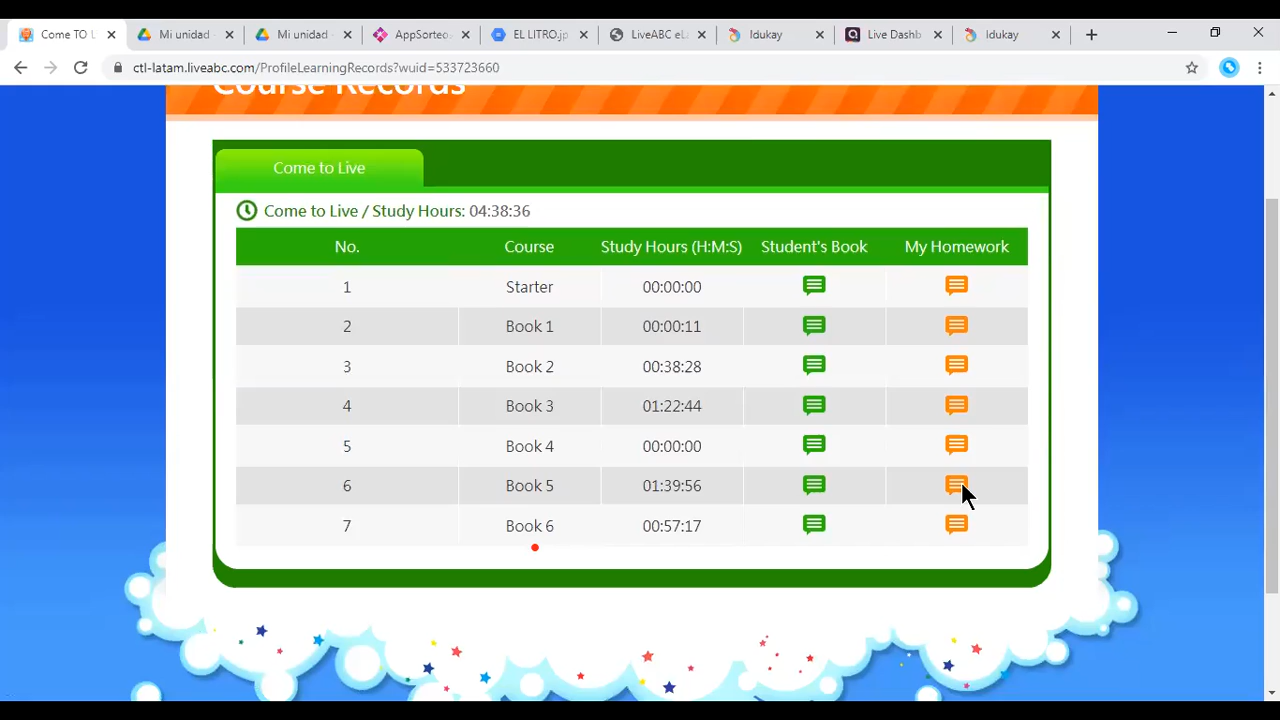 Come TO L
Mi unidad
Mi unidad
AppSorteo.
EL LITRO.jp
LiveABC eL
Idukay
Live Dashb
Idukay
ctl-latam.liveabc.com/ProfileLearningRecords?wuid=533723660
Course Records
Come to Live
Come to Live / Study Hours: 04:38:36
No. Course Study Hours (H:M:S) Student's Book My Homework
1 Starter 00:00:00
2 Book 1 00:00:11
3 Book 2 00:38:28
4 Book 3 01:22:44
5 Book 4 00:00:00
6 Book 5 01:39:56
7 Book 6 00:57:17